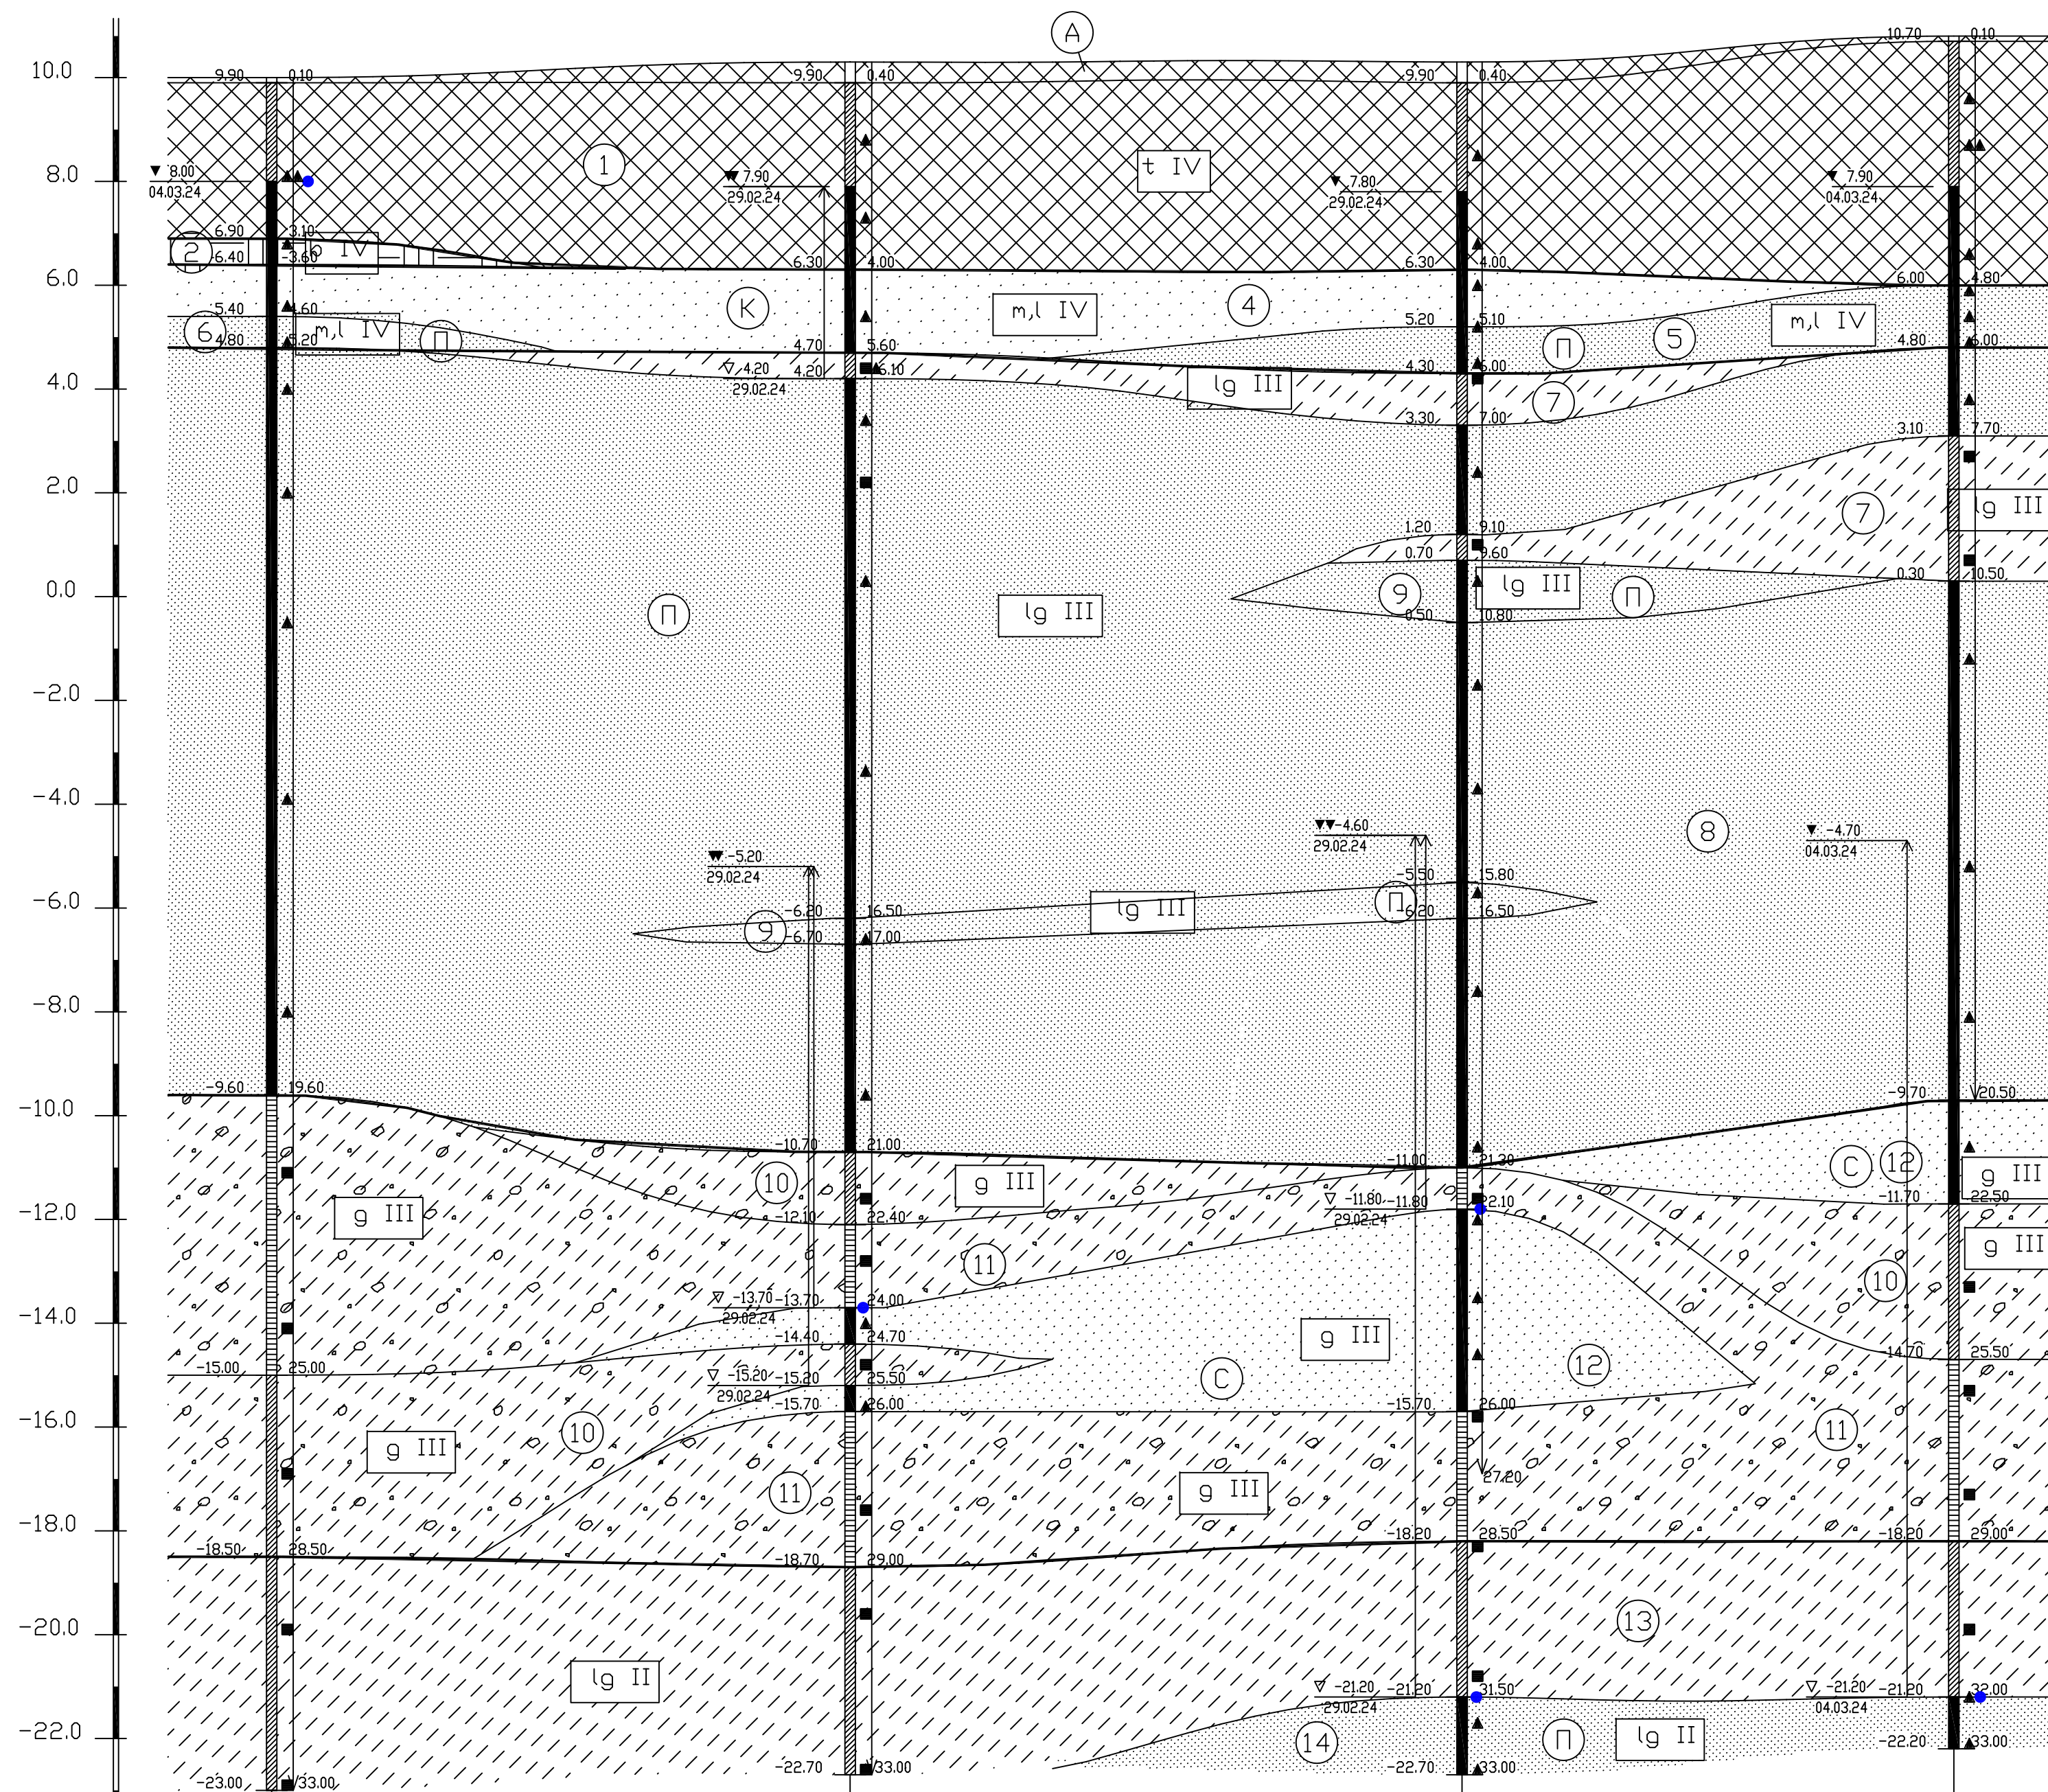 А
10.70 0.10
10.0 9.90 0.10 9.90 0.40 9.90 0.40
1
t IV
8.0 8.00 7.90 7.80 7.90
04.03.24 29.02.24 29.02.24 04.03.24
6.90 3.10
2 b IV
6.40 3.60 6.30 4.00 6.30 4.00
6.0 6.00 4.80
К m,l IV 4
5.40 4.60 5.20 5.10
6 m,l IV П П 5 m,l IV
4.80 5.20 4.70 5.60 4.80 6.00
4.20 4.20 6.10 4.30 6.00
4.0 29.02.24 lg III 7
3.30 7.00
3.10 7.70
2.0 7 lg III
1.20 9.10
0.70 9.60
0.0 9 lg III П 0.30 10.50
П lg III 0.50 10.80
-2.0
-4.0
-4.60 8 -4.70
29.02.24 04.03.24
-5.20
29.02.24 -5.50 15.80
-6.0 -6.20 16.50 lg III П -6.20 16.50
9 -6.70 17.00
-8.0
-9.60 19.60 -9.70 20.50
-10.0
-10.70 21.00 -11.00 21.30
10 g III С 12 g III
-12.0 g III -12.10 22.40 -11.80 -11.80 22.10 -11.70 22.50
29.02.24 g III
11 10
-13.70 -13.70 24.00
-14.0 29.02.24
-14.40 24.70 g III -14.70 25.50
-15.00 25.00 12
-15.20 -15.20 25.50 С
29.02.24
-16.0 -15.70 26.00 -15.70 26.00
10 11
g III
11 g III 27.20
-18.0
-18.50 28.50 -18.70 29.00 -18.20 28.50 -18.20 29.00
-20.0 13
lg II
-21.20 -21.20 31.50 -21.20 -21.20 32.00
29.02.24 04.03.24
-22.0 14 П lg II
-23.00 33.00 -22.70 33.00 -22.70 33.00 -22.20 33.00